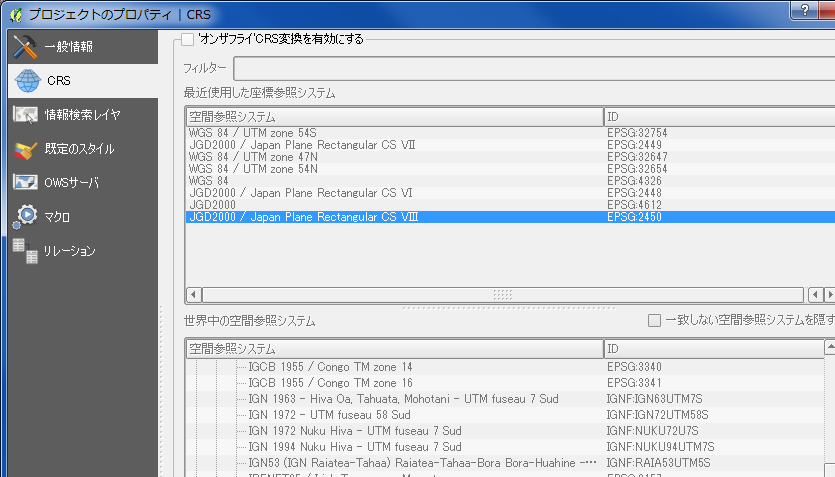 プロジェクトのプロパティ | CRS
一般情報
CRS
情報検索レイヤ
既定のスタイル
OWSサーバ
マクロ
リレーション
'オンザフライ'CRS変換を有効にする
フィルター
最近使用した座標参照システム
空間参照システム ID
WGS 84 / UTM zone 54S EPSG:32754
JGD2000 / Japan Plane Rectangular CS VII EPSG:2449
WGS 84 / UTM zone 47N EPSG:32647
WGS 84 / UTM zone 54N EPSG:32654
WGS 84 EPSG:4326
JGD2000 / Japan Plane Rectangular CS VI EPSG:2448
JGD2000 EPSG:4612
JGD2000 / Japan Plane Rectangular CS VIII EPSG:2450
世界中の空間参照システム 一致しない空間参照システムを隠す
空間参照システム ID
IGCB 1955 / Congo TM zone 14 EPSG:3340
IGCB 1955 / Congo TM zone 16 EPSG:3341
IGN 1963 - Hiva Oa, Tahuata, Mohotani - UTM fuseau 7 Sud IGNF:IGN63UTM7S
IGN 1972 - UTM fuseau 58 Sud IGNF:IGN72UTM58S
IGN 1972 Nuku Hiva - UTM fuseau 7 Sud IGNF:NUKU72U7S
IGN 1994 Nuku Hiva - UTM fuseau 7 Sud IGNF:NUKU94UTM7S
IGN53 (IGN Raiatea-Tahaa) Raiatea-Tahaa-Bora Bora-Huahine -… IGNF:RAIA53UTM5S